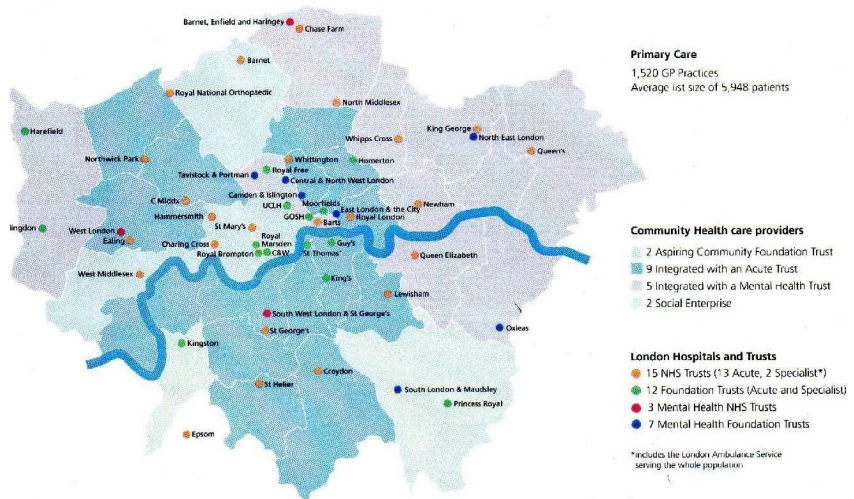 Barnet, Enfield and Haringey
Chase Farm
Barnet
Royal National Orthopaedic
North Middlesex
Harefield
King George
North East London
Whipps Cross
Queen's
Northwick Park
Whittington
Homerton
Royal Free
Tavistock & Portman
Central & North West London
C Middx
Camden & Islington
Moorfields
UCLH
East London & the City
Newham
Hammersmith
GOSH
Royal London
St Mary's
Barts
lingdon
West London
Ealing
Charing Cross
Royal
Marsden
Guy's
Royal Brompton
C&W
St Thomas'
Queen Elizabeth
West Middlesex
King's
Lewisham
South West London & St George's
Oxleas
St George's
Kingston
Croydon
St Helier
South London & Maudsley
Princess Royal
Epsom
Primary Care
1,520 GP Practices
Average list size of 5,948 patients
Community Health care providers
2 Aspiring Community Foundation Trust
9 Integrated with an Acute Trust
5 Integrated with a Mental Health Trust
2 Social Enterprise
London Hospitals and Trusts
15 NHS Trusts (13 Acute, 2 Specialist*)
12 Foundation Trusts (Acute and Specialist)
3 Mental Health NHS Trusts
7 Mental Health Foundation Trusts
*includes the London Ambulance Service
serving the whole population